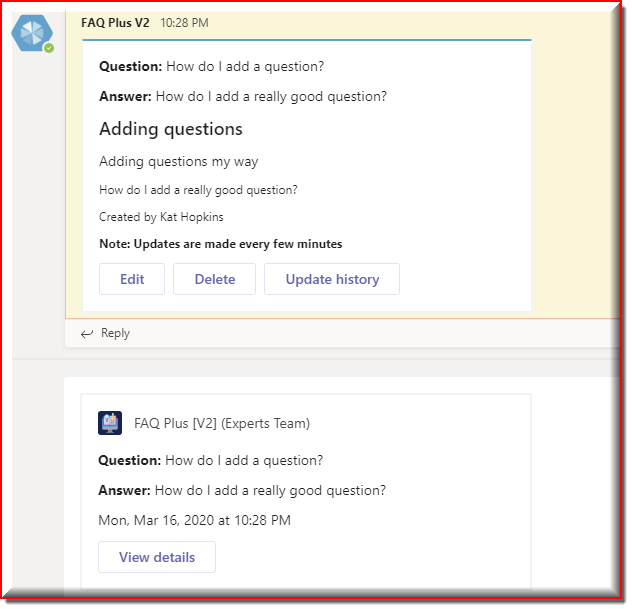 FAQ Plus V2 10:28 PM
Question: How do I add a question?
Answer: How do I add a really good question?
Adding questions
Adding questions my way
How do I add a really good question?
Created by Kat Hopkins
Note: Updates are made every few minutes
Edit Delete Update history
Reply
FAQ Plus [V2] (Experts Team)
Question: How do I add a question?
Answer: How do I add a really good question?
Mon, Mar 16, 2020 at 10:28 PM
View details